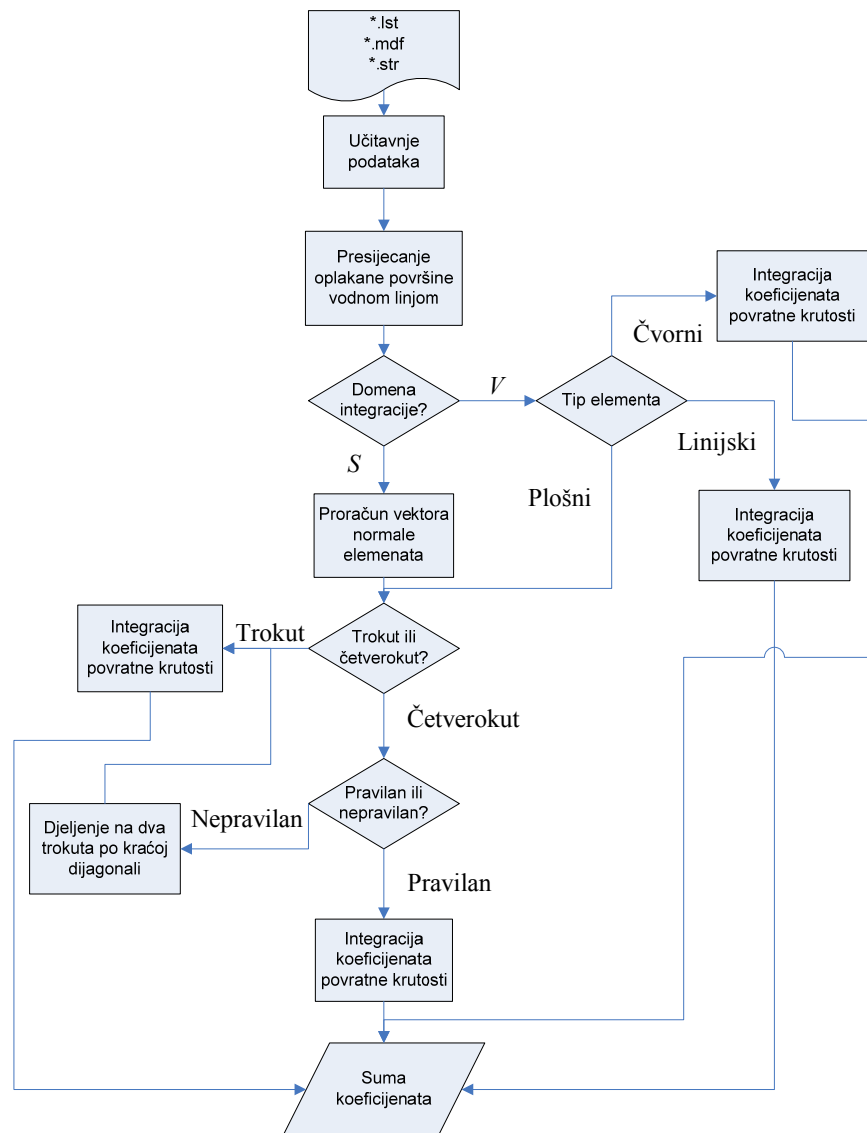 *.lst
*.mdf
*.str
Učitavnje
podataka
Presijecanje
oplakane površine
vodnom linjom
Integracija
koeficijenata
povratne krutosti
Čvorni
Domena
integracije?
V
Tip elementa
Linijski
S
Plošni
Proračun vektora
normale
elemenata
Integracija
koeficijenata
povratne krutosti
Integracija
koeficijenata
povratne krutosti
Trokut
Trokut ili
četverokut?
Četverokut
Pravilan ili
nepravilan?
Nepravilan
Djeljenje na dva
trokuta po kraćoj
dijagonali
Pravilan
Integracija
koeficijenata
povratne krutosti
Suma
koeficijenata